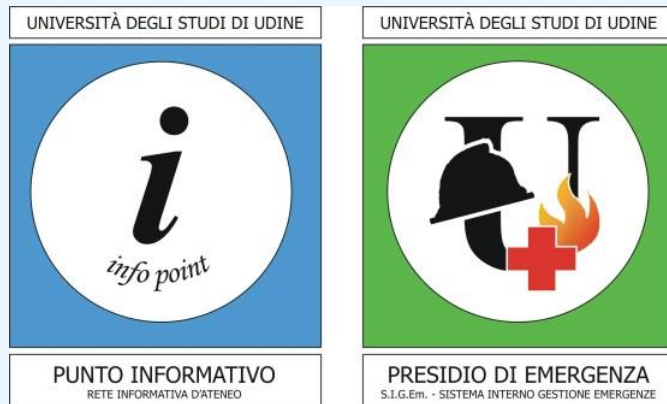 UNIVERSITÀ DEGLI STUDI DI UDINE
i
info point
PUNTO INFORMATIVO
RETE INFORMATIVA D'ATENEO
UNIVERSITÀ DEGLI STUDI DI UDINE
U
PRESIDIO DI EMERGENZA
S.I.G.Em. - SISTEMA INTERNO GESTIONE EMERGENZE